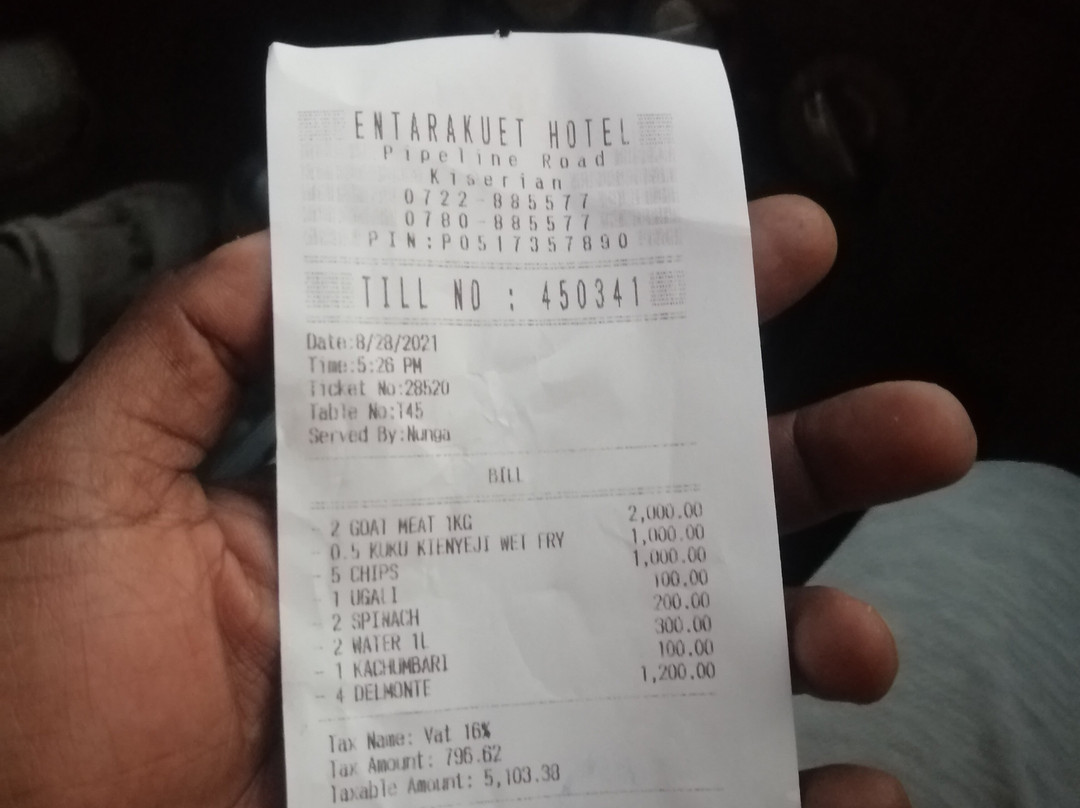 ENTARAKUET HOTEL
Pipeline Road
Kiserian
0722-885577
0780-885577
PIN:P0517357890
TILL NO : 450341
Date:8/28/2021
Time:5:26 PM
Ticket No:28520
Table No:T45
Served By:Nunga
BILL
- 2 GOAT MEAT 1KG 2,000.00
- 0.5 KUKU KIENYEJI WET FRY 1,000.00
- 5 CHIPS 1,000.00
- 1 UGALI 100.00
- 2 SPINACH 200.00
- 2 WATER 1L 300.00
- 1 KACHUMBARI 100.00
- 4 DELMONTE 1,200.00
Tax Name: Vat 16%
Tax Amount: 796.62
Taxable Amount: 5,103.38